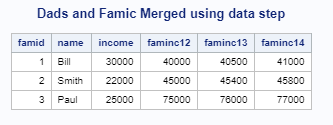 Dads and Famic Merged using data step
famid name income faminc12 faminc13 faminc14
1 Bill 30000 40000 40500 41000
2 Smith 22000 45000 45400 45800
3 Paul 25000 75000 76000 77000